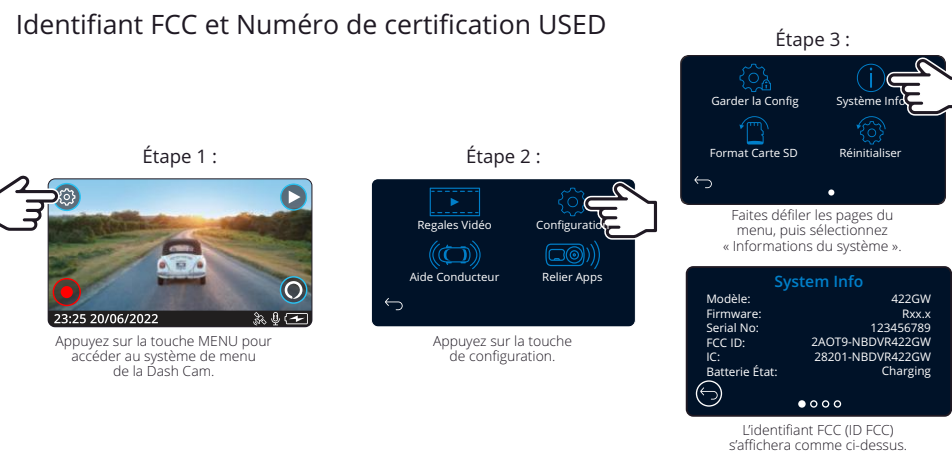 Identifiant FCC et Numéro de certification USED
Étape 1 :
23:25 20/06/2022
Appuyez sur la touche MENU pour
accéder au système de menu
de la Dash Cam.
Étape 2 :
Regales Vidéo
Configuration
Aide Conducteur
Relier Apps
Appuyez sur la touche
de configuration.
Étape 3 :
Garder la Config
Système Info
Format Carte SD
Réinitialiser
Faites défiler les pages du
menu, puis sélectionnez
« Informations du système ».
System Info
Modèle: 422GW
Firmware: Rxx.x
Serial No: 123456789
FCC ID: 2AOT9-NBDVR422GW
IC: 28201-NBDVR422GW
Batterie État: Charging
L’identifiant FCC (ID FCC)
s’affichera comme ci-dessus.